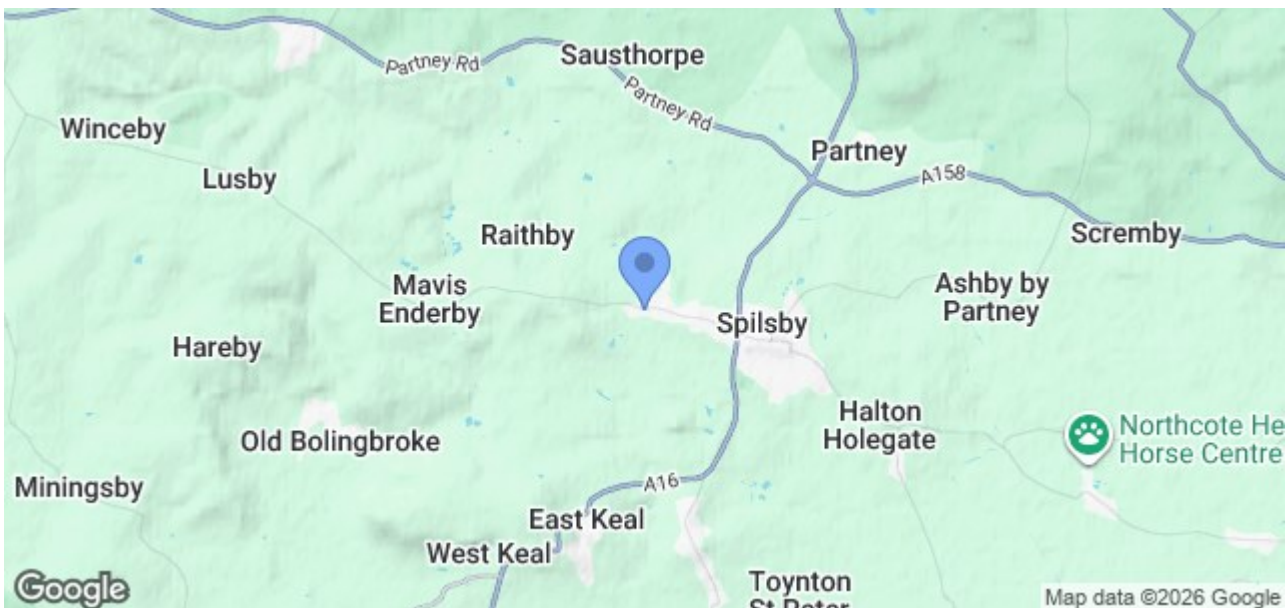 Partney Rd
Sausthorpe
Partney Rd
Winceby
Partney
Lusby
A158
Raithby
Scremby
Mavis
Enderby
Ashby by
Partney
Spilsby
Hareby
Halton
Holegate
Northcote He
Horse Centre
Old Bolingbroke
Miningsby
A16
East Keal
West Keal
Toynton
St Peter
Google
Map data ©2026 Google